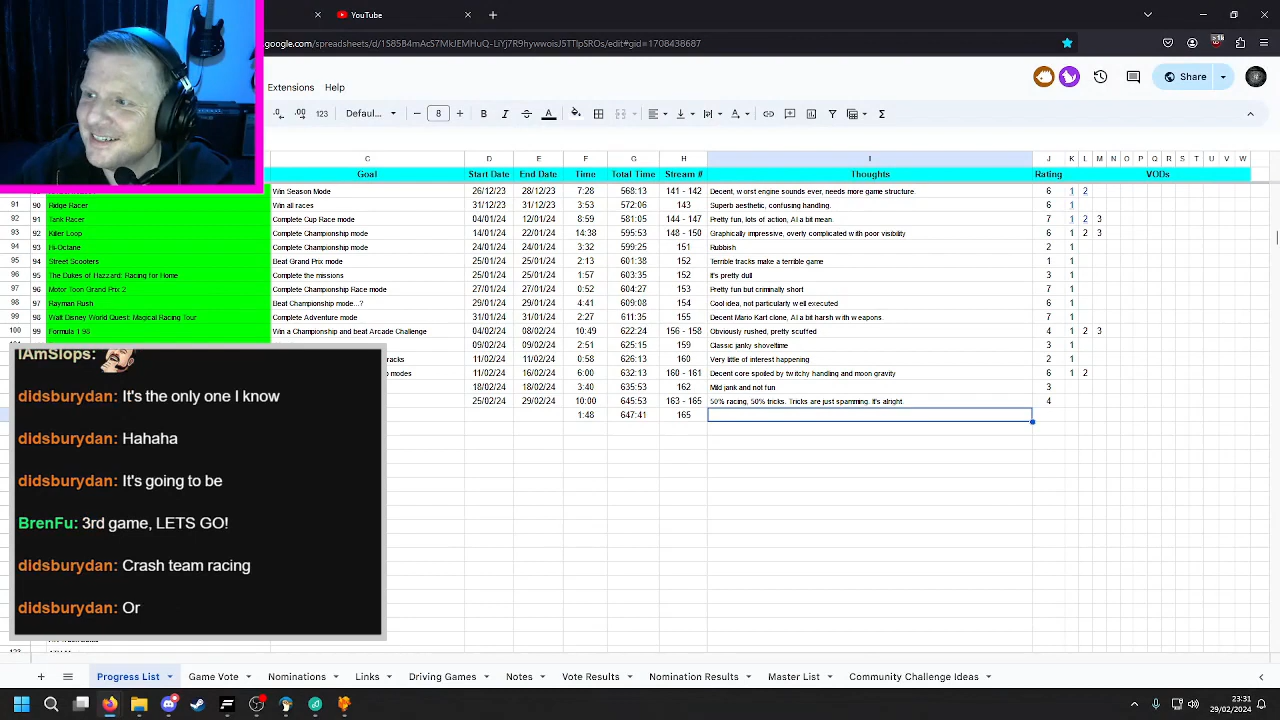 YouTube
google.com/spreadsheets/d/1S85B4mAcS7MkJEMHuQ-LiYj7R9hywwoisJ5TTlpSROs/edit#gid=1708438687
Extensions Help
Share
.0 .00 123 Defaul... 8 B A Σ
C D E F G H I J K L M N O P Q R S T U V W
Goal Start Date End Date Time Total Time Stream # Thoughts Rating VODs
Win Season Mode 26/12/23 28/12/23 7:28 568:13 141 - 142 Decent, worst engine sounds ever, needs more game structure. 6 1 2
91 90 Ridge Racer Win all races 31/12/23 31/12/23 3:53 572:06 143 Superb aesthetic, confusing handling. 6 1
92 91 Tank Racer Complete Cup Race mode 04/01/24 12/01/24 8:59 581:05 144 - 147 Pretty fun, lots of action, AI a bit mean. 7 1 2 3
93 92 Killer Loop Complete Championship mode 14/01/24 22/01/24 14:38 595:53 148 - 150 Graphically impressive, overly complicated with poor visibility 6 1 2 3
94 93 Hi-Octane Complete Championship mode 24/01/24 24/01/24 3:32 599:25 151 Rubbish 2 1
95 94 Street Scooters Beat Grand Prix mode 25/01/24 25/01/24 2:13 601:38 152 Terrible tracks make a terrible game 1 1
96 95 The Dukes of Hazzard: Racing for Home Complete the missions 25/01/24 25/01/24 1:57 603:35 152 It's pretty dull 3 1
97 96 Motor Toon Grand Prix 2 Complete Championship Race mode 27/01/24 27/01/24 0:52 604:27 153 Pretty fun but criminally short 7 1
98 97 Rayman Rush Beat Championship mode...? 29/01/24 29/01/24 4:41 609:08 154 Cool idea, not particularly well executed 6 1
99 98 Walt Disney World Quest: Magical Racing Tour Complete Adventure mode 31/01/24 31/01/24 2:27 611:35 155 Decent Mario Kart clone, AI a bit harsh with weapons. 7 1
100 99 Formula 1 98 Win a Championship and beat Arcade Challenge 08/02/24 10:49 622:24 156 - 158 Obviously rushed, pretty scuffed 4 1 2 3
09/02/24 09/02/24 2:51 625:15 159 Classic janky shoveltime 3 1
racks 11/02/24 11/02/24 0:58 626:13 160 Very little of interest happening 2 1
modes 11/02/24 16/02/24 6:00 632:13 160 - 161 Decent core spoiled by twitchy handling and moon gravity 6 1 2
18/02/24 18/02/24 3:40 635:53 162 Mild jank and not fun 3
25/02/24 29/02/24 10:00 645:53 163 - 165 50% racing, 50% tricks. Tricks are just spamming. It's alright. 4
1:48 647:41 165
IAmSlops:
didsburydan: It's the only one I know
didsburydan: Hahaha
didsburydan: It's going to be
BrenFu: 3rd game, LETS GO!
didsburydan: Crash team racing
didsburydan: Or
Progress List Game Vote Nominations Links Driving Games Notes Vote Results Nomination Results Master List Community Challenge Ideas
23:31
29/02/2024